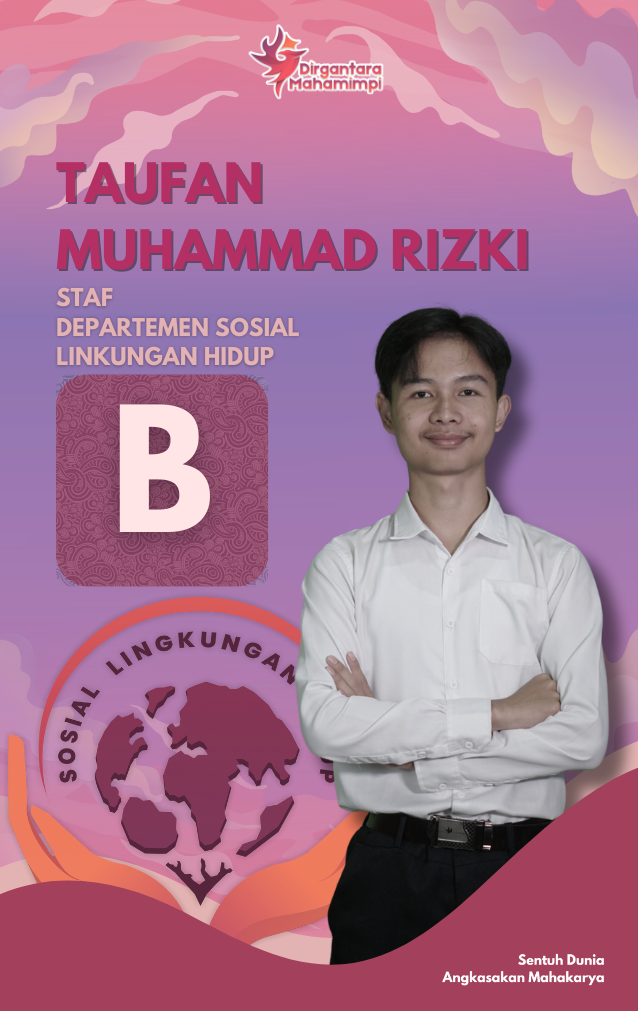 Dirgantara
Mahamimpi
TAUFAN
MUHAMMAD RIZKI
STAF
DEPARTEMEN SOSIAL
LINKUNGAN HIDUP
B
SOSIAL LINGKUNGAN
Sentuh Dunia
Angkasakan Mahakarya